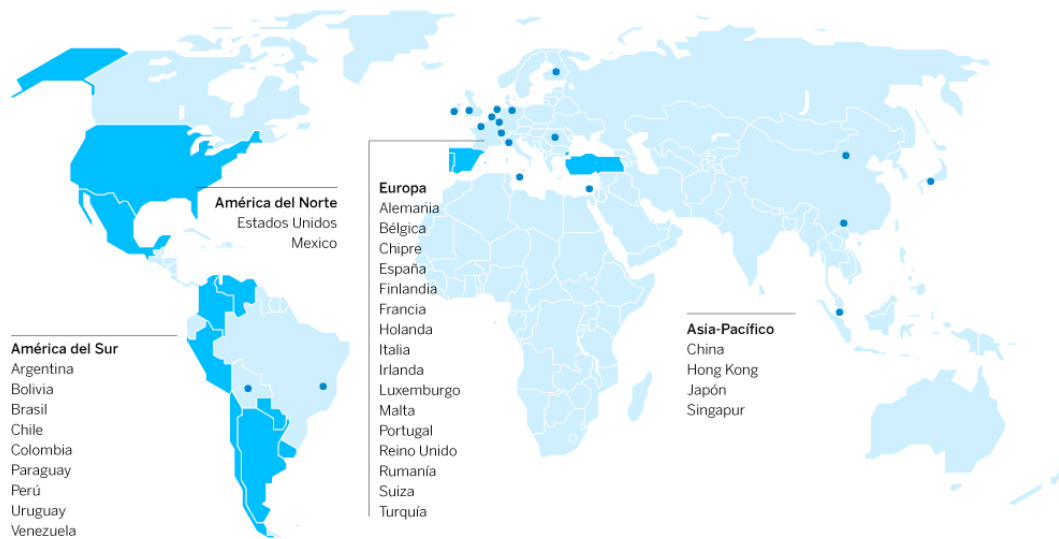 América del Norte
Estados Unidos
Mexico
América del Sur
Argentina
Bolivia
Brasil
Chile
Colombia
Paraguay
Perú
Uruguay
Venezuela
Europa
Alemania
Bélgica
Chipre
España
Finlandia
Francia
Holanda
Italia
Irlanda
Luxemburgo
Malta
Portugal
Reino Unido
Rumanía
Suiza
Turquía
Asia-Pacífico
China
Hong Kong
Japón
Singapur